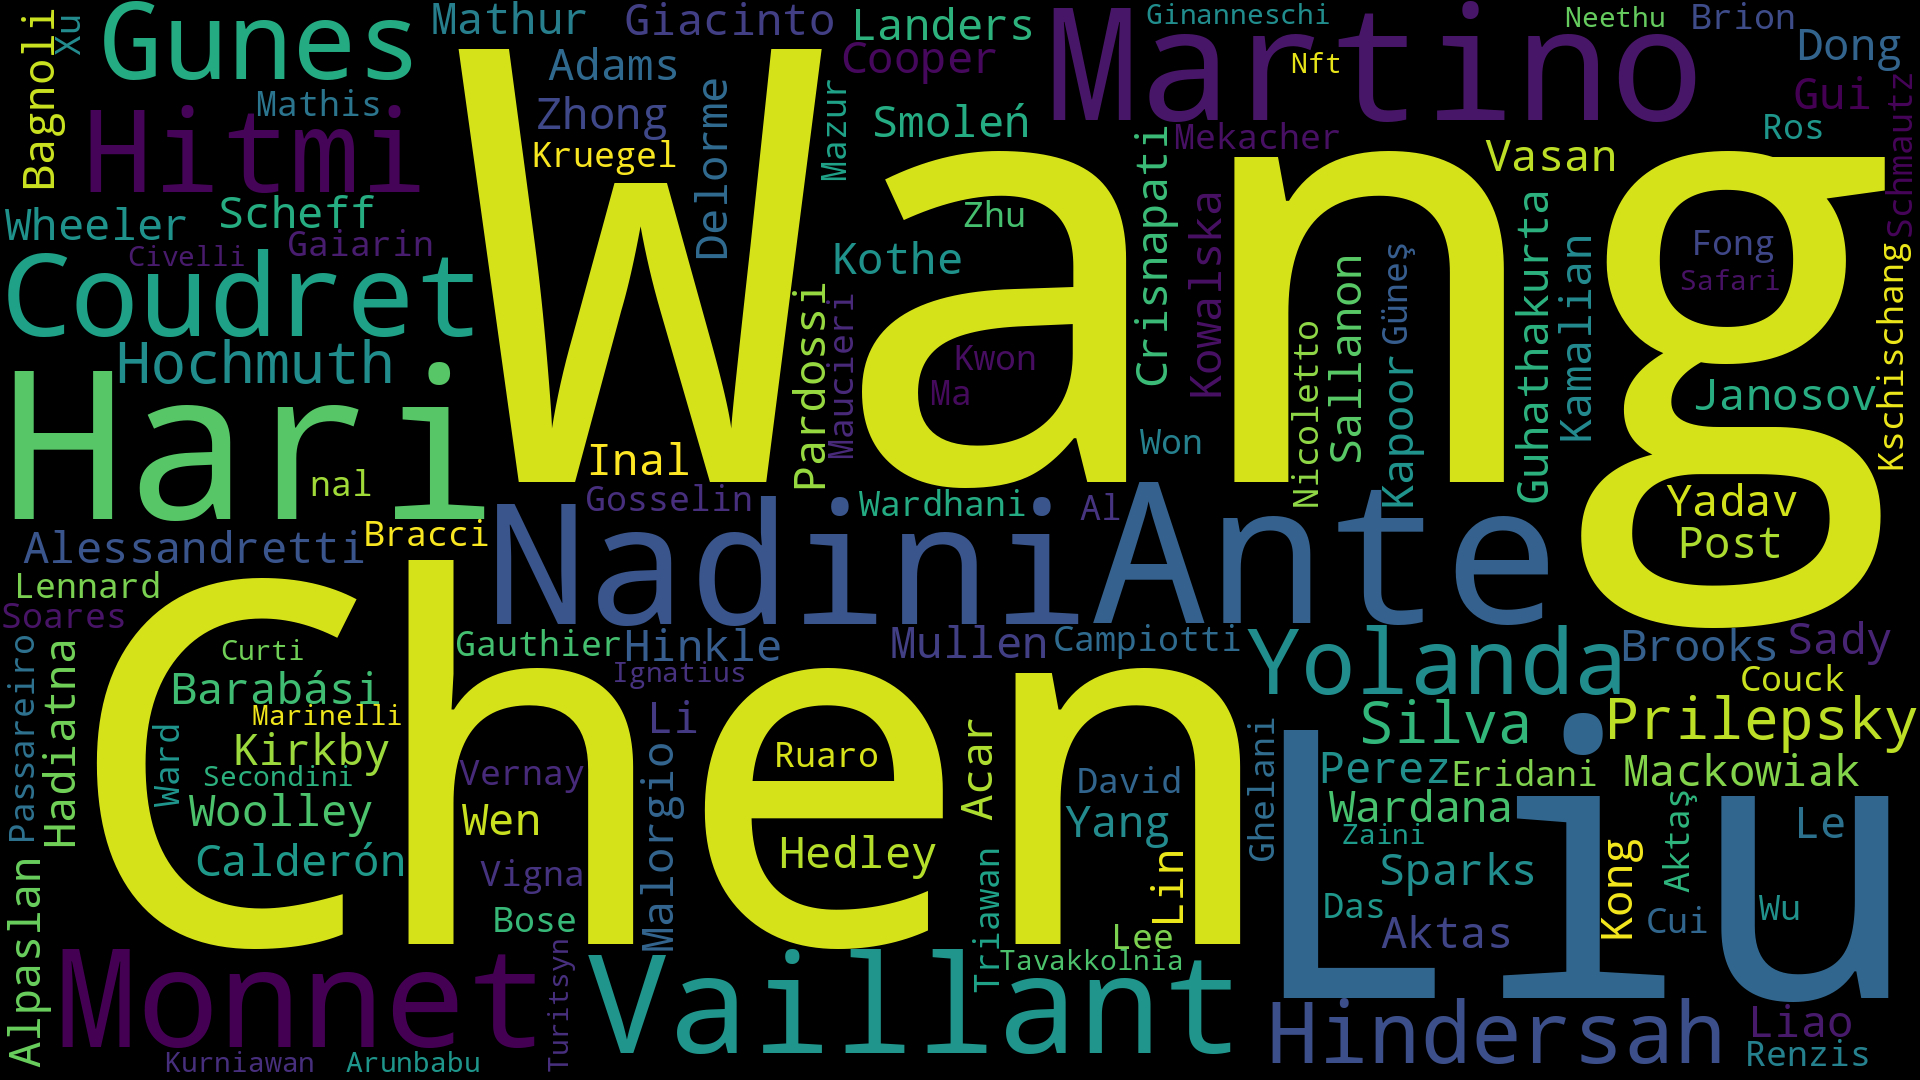 Wang
Chen
Liu
Hari
Martino
Nadini
Ante
Vaillant
Monnet
Coudret
Hitmi
Gunes
Yolanda
Hindersah
Hochmuth
Silva
Prilepsky
Bagnoli
Xu
Mathis
Mathur
Giacinto
Adams
Zhong
Kruegel
Delorme
Mazur
Landers
Cooper
Smoleń
Ginanneschi
Neethu
Brion
Nft
Dong
Gui
Ros
Schmautz
Mekacher
Vasan
Wheeler
Scheff
Civelli
Gaiarin
Kothe
Zhu
Crisnapati
Kowalska
Guhathakurta
Kamalian
Fong
Safari
Kschischang
Günеş
Kapoor
Sallanon
Nicoletto
Pardossi
Maucieri
Kwon
Ma
Won
Janosov
Yadav
Post
Inal
nal
Gosselin
Wardhani
Al
Bracci
Alessandretti
Lennard
Soares
Passareiro
Hadiatna
Curti
Barabási
Marinelli
Kirkby
Secondini
Ward
Woolley
Calderón
Alpaslan
Gauthier
Hinkle
Ignatius
Li
Malorgio
Vernay
Wen
Vigna
Bose
Turitsyn
Kurniawan
Arunbabu
Mullen
Campiotti
Ruaro
Hedley
Acar
David
Yang
Lin
Lee
Tavakkolnia
Triawan
Ghelani
Brooks
Sady
Couck
Perez
Eridani
Mackowiak
Wardana
Zaini
Sparks
Das
Aktas
Kong
Aktaş
Cui
Le
Wu
Liao
Renzis